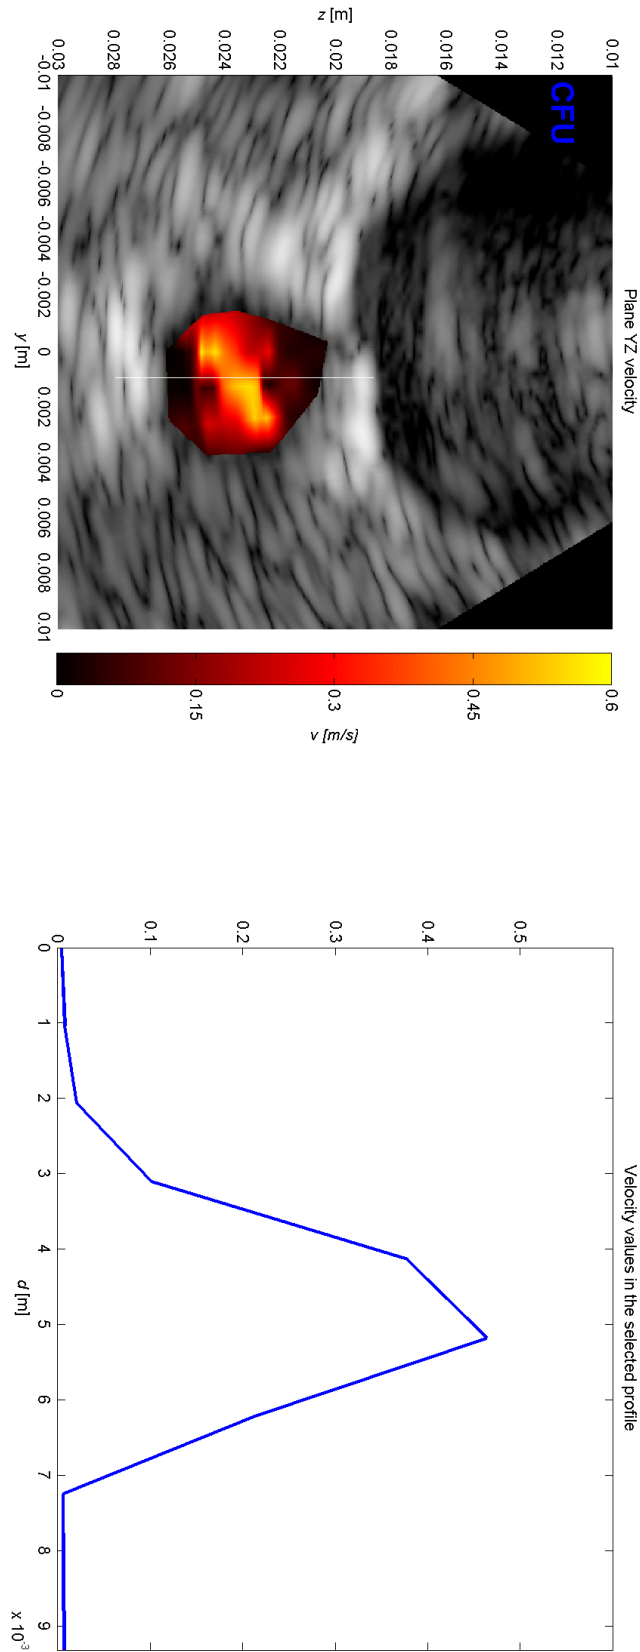 Plane YZ velocity
CFU
z [m]
0.01
0.012
0.014
0.016
0.018
0.02
0.022
0.024
0.026
0.028
0.03
-0.01 -0.008 -0.006 -0.004 -0.002 0 0.002 0.004 0.006 0.008 0.01
y [m]
0.6
0.45
0.3
0.15
0
v [m/s]
Velocity values in the selected profile
0.5
0.4
0.3
0.2
0.1
0
0 1 2 3 4 5 6 7 8 9
d [m]
x 10-3